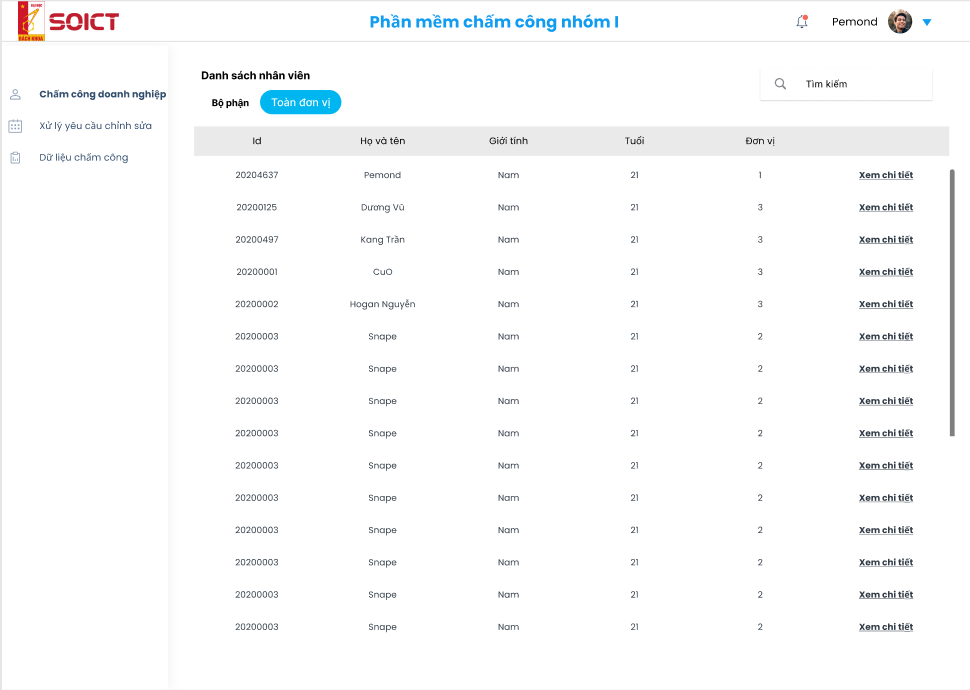 ĐẠI HỌC
BÁCH KHOA
SOICT
Phần mềm chấm công nhóm I
Pemond
Chấm công doanh nghiệp
Xử lý yêu cầu chỉnh sửa
Dữ liệu chấm công
Danh sách nhân viên
Tìm kiếm
Bộ phận Toàn đơn vị
Id Họ và tên Giới tính Tuổi Đơn vị
20204637 Pemond Nam 21 1 Xem chi tiết
20200125 Dương Vũ Nam 21 3 Xem chi tiết
20200497 Kang Trần Nam 21 3 Xem chi tiết
20200001 CuO Nam 21 3 Xem chi tiết
20200002 Hogan Nguyễn Nam 21 3 Xem chi tiết
20200003 Snape Nam 21 2 Xem chi tiết
20200003 Snape Nam 21 2 Xem chi tiết
20200003 Snape Nam 21 2 Xem chi tiết
20200003 Snape Nam 21 2 Xem chi tiết
20200003 Snape Nam 21 2 Xem chi tiết
20200003 Snape Nam 21 2 Xem chi tiết
20200003 Snape Nam 21 2 Xem chi tiết
20200003 Snape Nam 21 2 Xem chi tiết
20200003 Snape Nam 21 2 Xem chi tiết
20200003 Snape Nam 21 2 Xem chi tiết